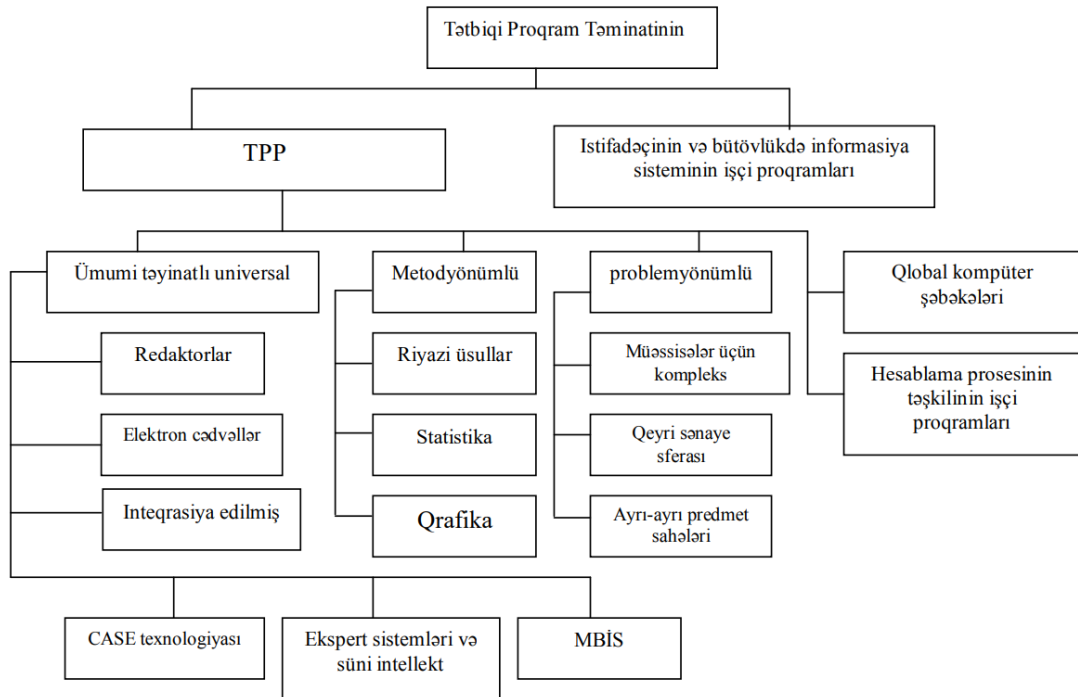 Tətbiqi Proqram Təminatinin
TPP
Istifadəçinin və bütövlükdə informasiya
sisteminin işçi proqramları
Ümumi təyinatlı universal
Metodyönümlü
problemyönümlü
Qlobal kompüter
şəbəkələri
Redaktorlar
Riyazi üsullar
Müəssisələr üçün
kompleks
Hesablama prosesinin
təşkilinin işçi
proqramları
Elektron cədvəllər
Statistika
Qeyri sənaye
sferası
Inteqrasiya edilmiş
Qrafika
Ayrı-ayrı predmet
sahələri
CASE texnologiyası
Ekspert sistemləri və
süni intellekt
MBİS